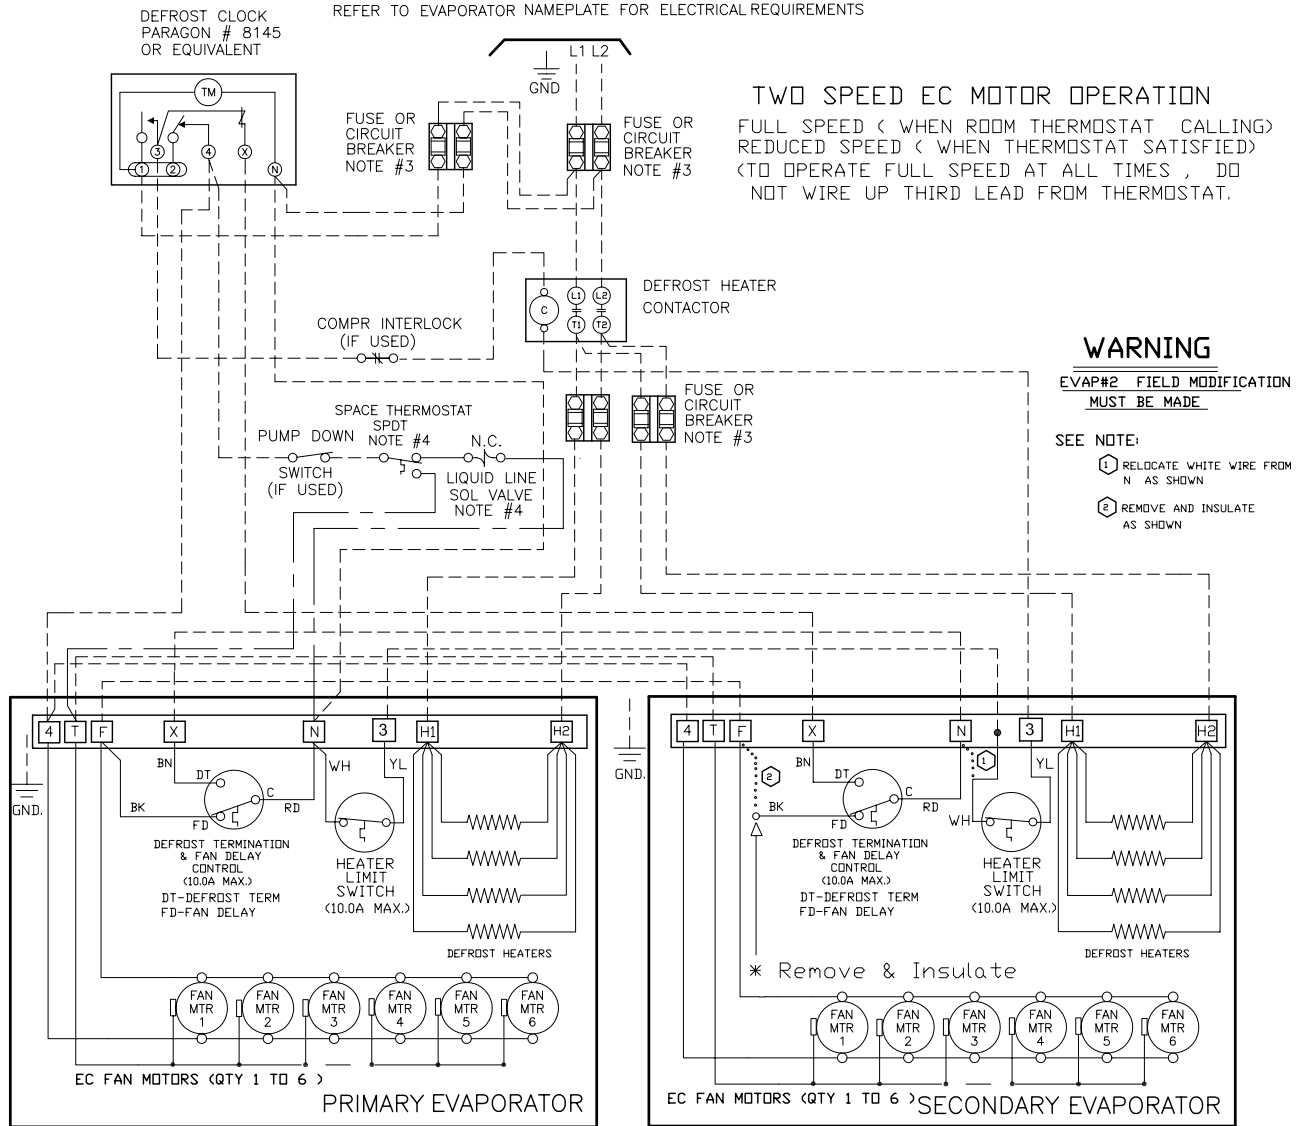 REFER TO EVAPORATOR NAMEPLATE FOR ELECTRICAL REQUIREMENTS
DEFROST CLOCK
PARAGON # 8145
OR EQUIVALENT
L1 L2
GND
TM
3
4
X
1
2
N
FUSE OR
CIRCUIT
BREAKER
NOTE #3
FUSE OR
CIRCUIT
BREAKER
NOTE #3
TWO SPEED EC MOTOR OPERATION
FULL SPEED ( WHEN ROOM THERMOSTAT CALLING)
REDUCED SPEED ( WHEN THERMOSTAT SATISFIED)
(TO OPERATE FULL SPEED AT ALL TIMES , DO
NOT WIRE UP THIRD LEAD FROM THERMOSTAT.
DEFROST HEATER
CONTACTOR
C
L1
L2
T1
T2
COMPR INTERLOCK
(IF USED)
WARNING
EVAP#2 FIELD MODIFICATION
MUST BE MADE
SEE NOTE:
1 RELOCATE WHITE WIRE FROM
N AS SHOWN
2 REMOVE AND INSULATE
AS SHOWN
FUSE OR
CIRCUIT
BREAKER
NOTE #3
SPACE THERMOSTAT
SPDT
NOTE #4
PUMP DOWN
SWITCH
(IF USED)
N.C.
LIQUID LINE
SOL VALVE
NOTE #4
4
T
F
X
N
3
H1
H2
GND.
BN
DT
C
RD
BK
FD
WH
YL
DEFROST TERMINATION
& FAN DELAY
CONTROL
(10.0A MAX.)
DT-DEFROST TERM
FD-FAN DELAY
HEATER
LIMIT
SWITCH
(10.0A MAX.)
DEFROST HEATERS
FAN
MTR
1
FAN
MTR
2
FAN
MTR
3
FAN
MTR
4
FAN
MTR
5
FAN
MTR
6
EC FAN MOTORS (QTY 1 TO 6 )
PRIMARY EVAPORATOR
4
T
F
X
N
3
H1
H2
GND.
2
1
BN
DT
C
RD
BK
FD
WH
YL
DEFROST TERMINATION
& FAN DELAY
CONTROL
(10.0A MAX.)
DT-DEFROST TERM
FD-FAN DELAY
HEATER
LIMIT
SWITCH
(10.0A MAX.)
DEFROST HEATERS
* Remove & Insulate
FAN
MTR
1
FAN
MTR
2
FAN
MTR
3
FAN
MTR
4
FAN
MTR
5
FAN
MTR
6
EC FAN MOTORS (QTY 1 TO 6 )
SECONDARY EVAPORATOR